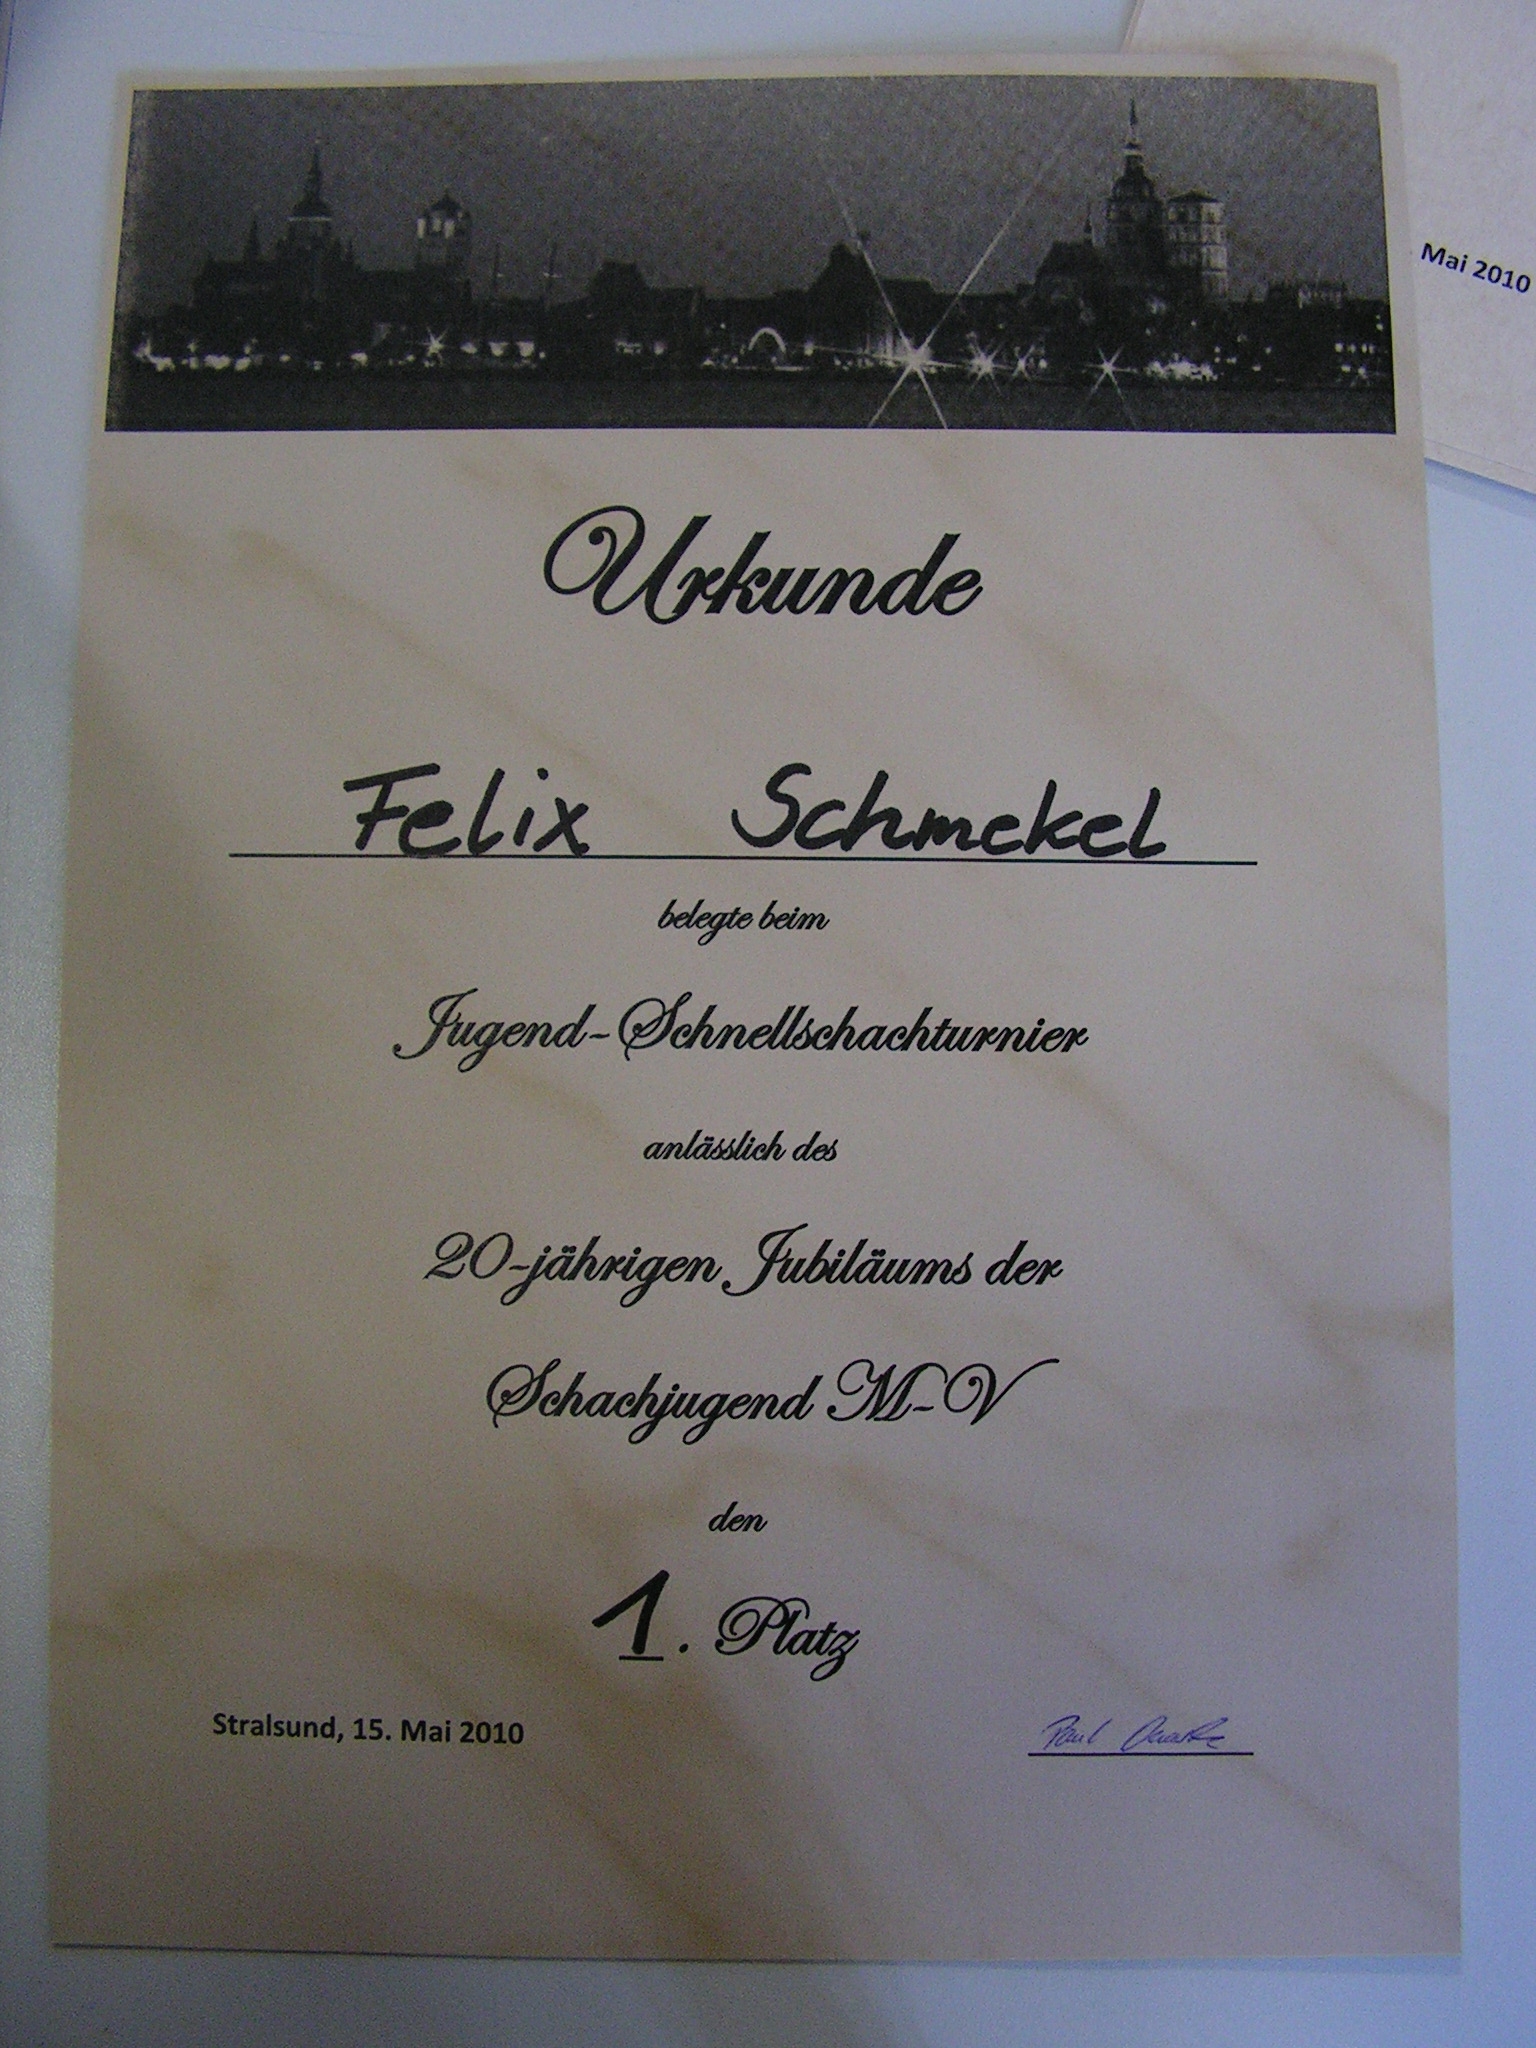 Mai 2010
Urkunde
Felix Schmekel
belegte beim
Jugend-Schnellschachturnier
anlässlich des
20-jährigen Jubiläums der
Schachjugend M-V
den
1. Platz
Stralsund, 15. Mai 2010
Paul